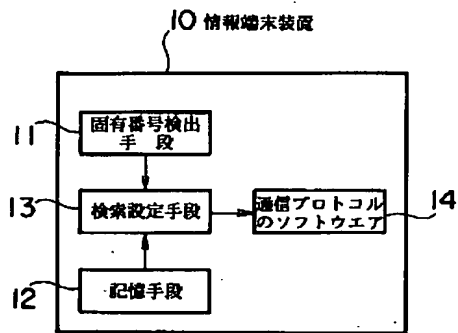 10 情報端末装置
11
固有番号検出
手 段
13
検索設定手段
通信プロトコル
のソフトウエア
14
12
記憶手段